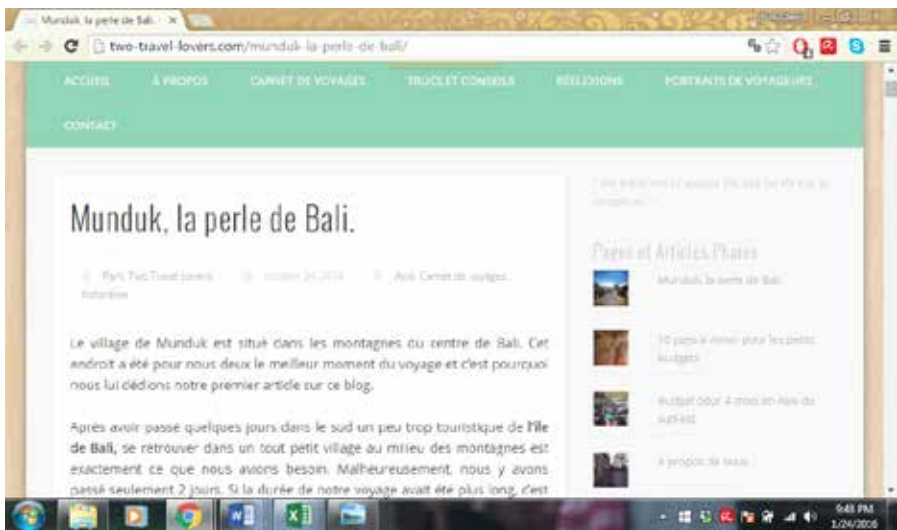 Munduk, la perle de Bali.
two-travel-lovers.com/munduk-la-perle-de-bali/
ACCUEIL À PROPOS CARNET DE VOYAGES TRUCS ET CONSEILS RÉFLEXIONS PORTRAITS DE VOYAGEURS
CONTACT
Munduk, la perle de Bali.
Asie, Carnet de voyages,
Le village de Munduk est situé dans les montagnes du centre de Bali. Cet
endroit a été pour nous deux le meilleur moment du voyage et c'est pourquoi
nous lui dédions notre premier article sur ce blog.
Après avoir passé quelques jours dans le sud un peu trop touristique de l'île
de Bali, se retrouver dans un tout petit village au milieu des montagnes est
exactement ce que nous avions besoin. Malheureusement, nous y avons
passé seulement 2 jours. Si la durée de notre voyage avait été plus long, c'est
Pages et Articles Phares
Munduk, la perle de Bali.
10 pays à visiter pour les petits
budgets
Budget pour 4 mois en Asie du
sud-est
À propos de nous
9:48 PM
1/24/2016